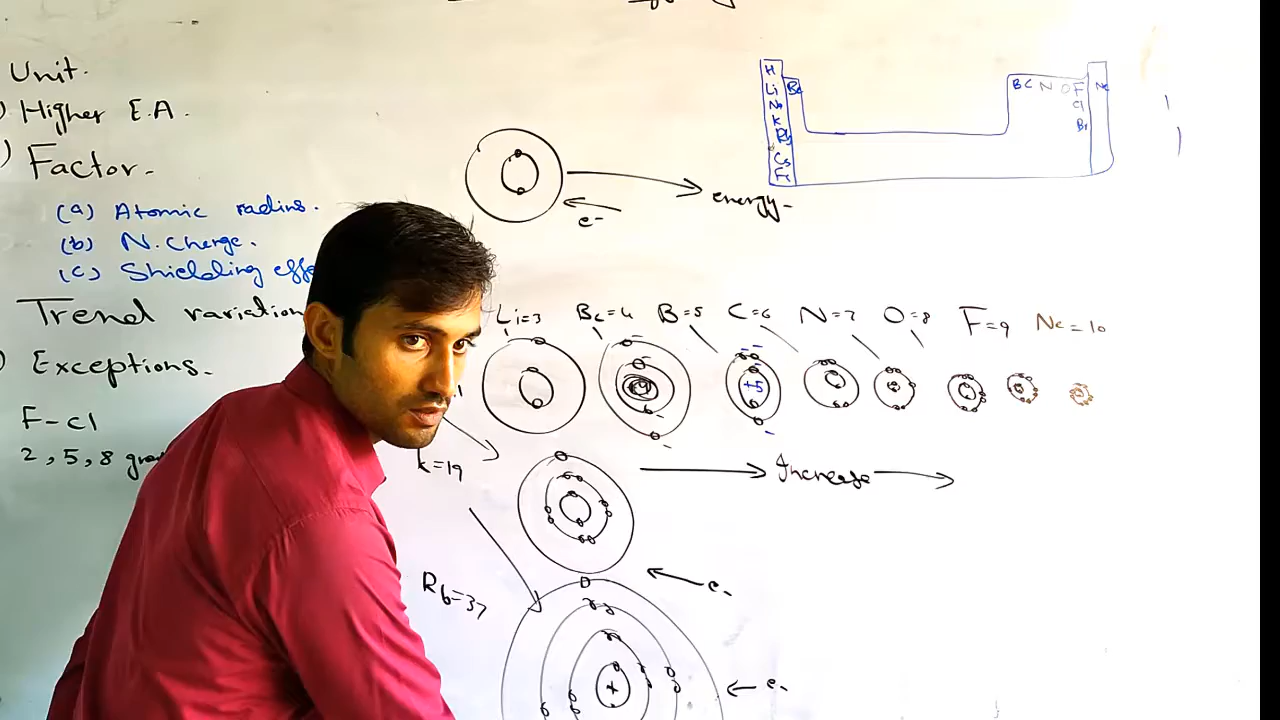 Unit.
) Higher E.A.
) Factor.
(a) Atomic radius.
(b) N. Charge.
(c) Shielding effe
Trend variation
) Exceptions.
F-Cl
2, 5, 8
H
Li Be
Na
K
Rb
Cs
Fr
B C N O F Ne
Cl
Br
energy-
e-
Li=3 Be=4 B=5 C=6 N=7 O=8 F=9 Ne=10
+5
K=19
Increase
e-
Rb=37
+
e-